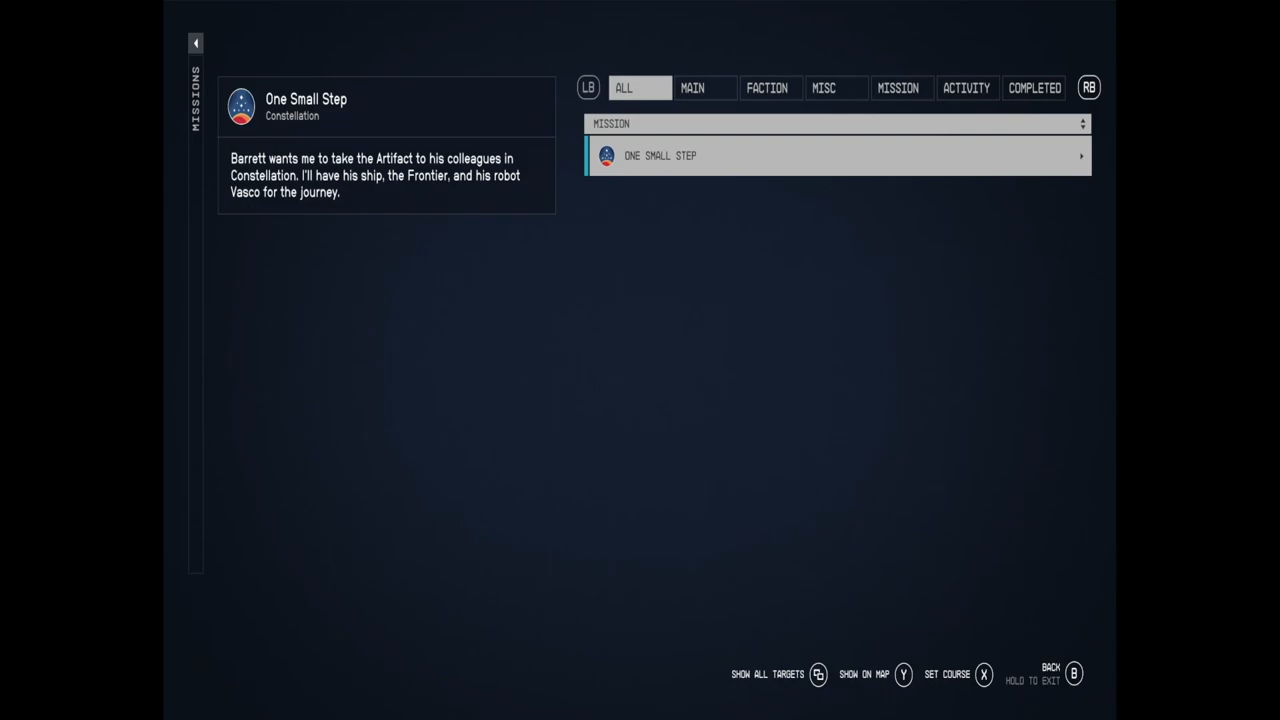 MISSIONS
One Small Step
Constellation
Barrett wants me to take the Artifact to his colleagues in
Constellation. I'll have his ship, the Frontier, and his robot
Vasco for the journey.
LB ALL MAIN FACTION MISC MISSION ACTIVITY COMPLETED RB
MISSION
ONE SMALL STEP
SHOW ALL TARGETS SHOW ON MAP Y SET COURSE X BACK B
HOLD TO EXIT